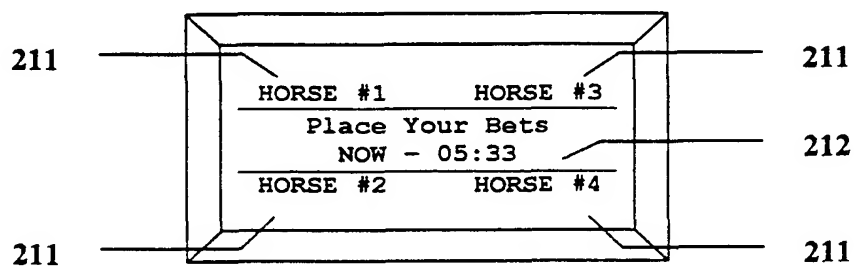 211 211
HORSE #1 HORSE #3
Place Your Bets
NOW - 05:33 212
HORSE #2 HORSE #4
211 211